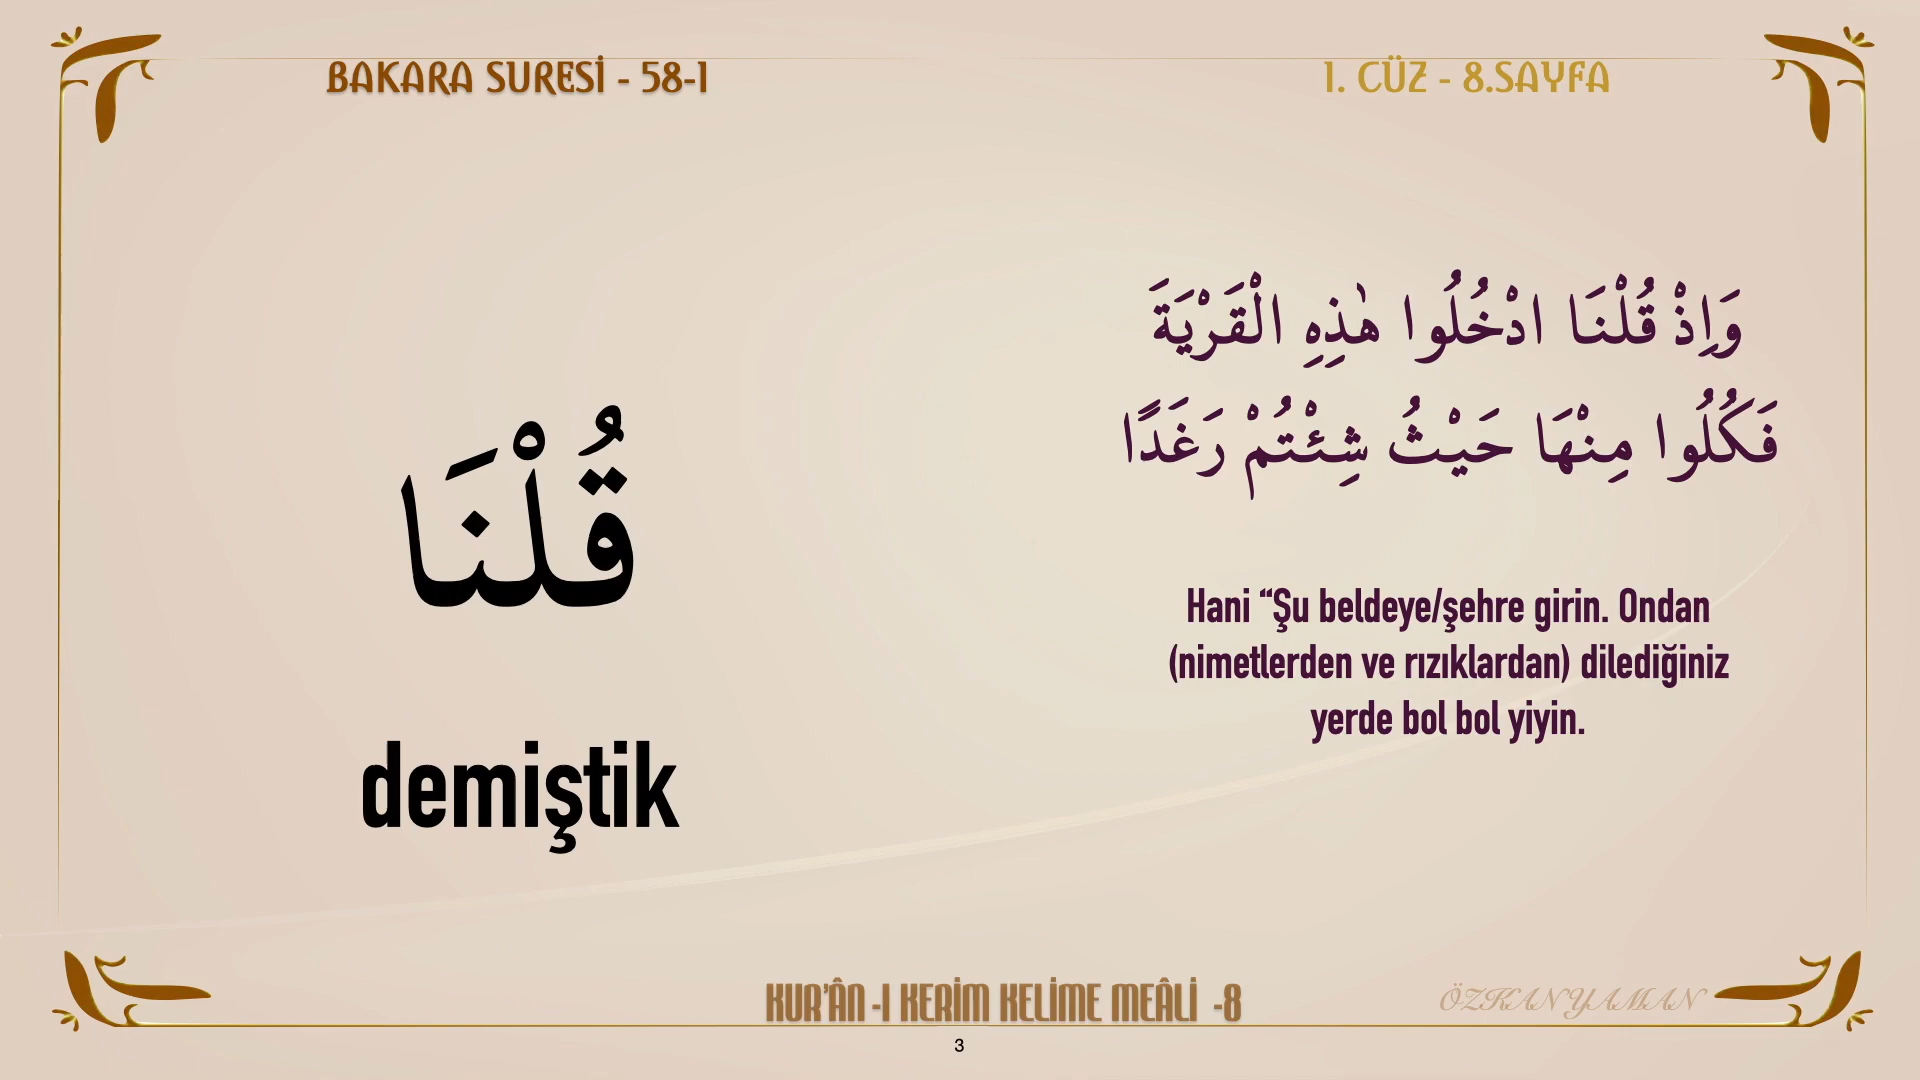 BAKARA SURESİ - 58-1
1. CÜZ - 8.SAYFA
قُلْنَا
demiştik
وَاِذْ قُلْنَا ادْخُلُوا هٰذِهِ الْقَرْيَةَ
فَكُلُوا مِنْهَا حَيْثُ شِئْتُمْ رَغَدًا
Hani “Şu beldeye/şehre girin. Ondan
(nimetlerden ve rızıklardan) dilediğiniz
yerde bol bol yiyin.
KUR’ÂN -I KERİM KELİME MEÂLİ -8
ÖZKAN YAMAN
3